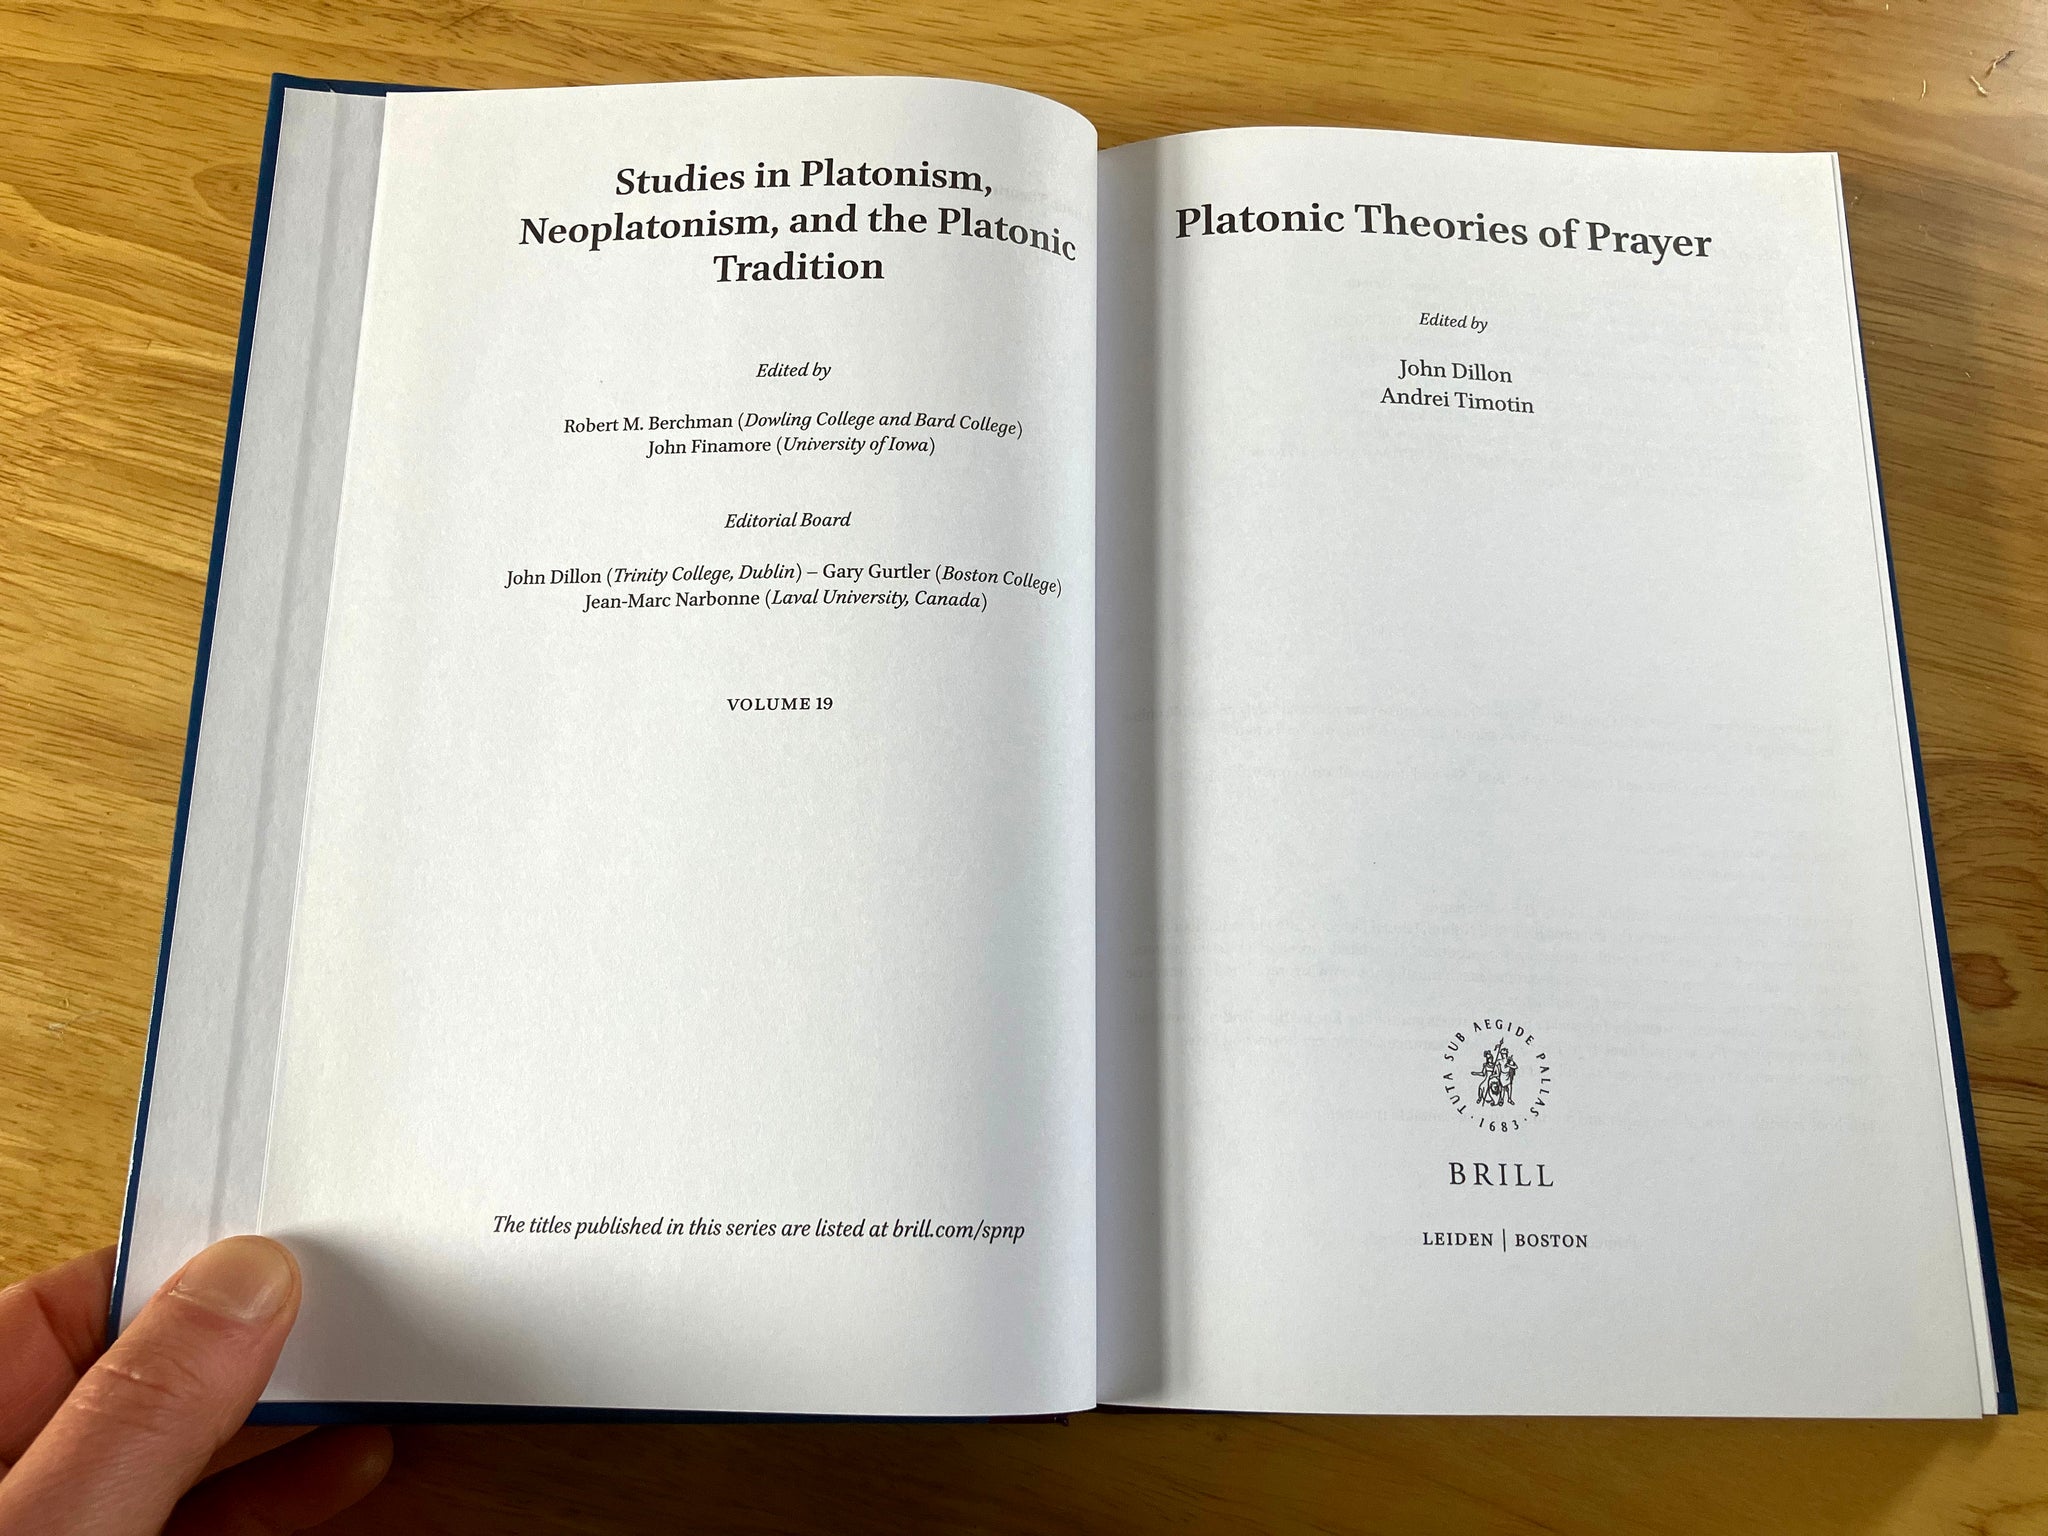 Studies in Platonism,
Neoplatonism, and the Platonic
Tradition
Edited by
Robert M. Berchman (Dowling College and Bard College)
John Finamore (University of Iowa)
Editorial Board
John Dillon (Trinity College, Dublin) – Gary Gurtler (Boston College)
Jean-Marc Narbonne (Laval University, Canada)
VOLUME 19
The titles published in this series are listed at brill.com/spnp
Platonic Theories of Prayer
Edited by
John Dillon
Andrei Timotin
TUTA SUB AEGIDE PALLAS · 1683 ·
BRILL
LEIDEN | BOSTON